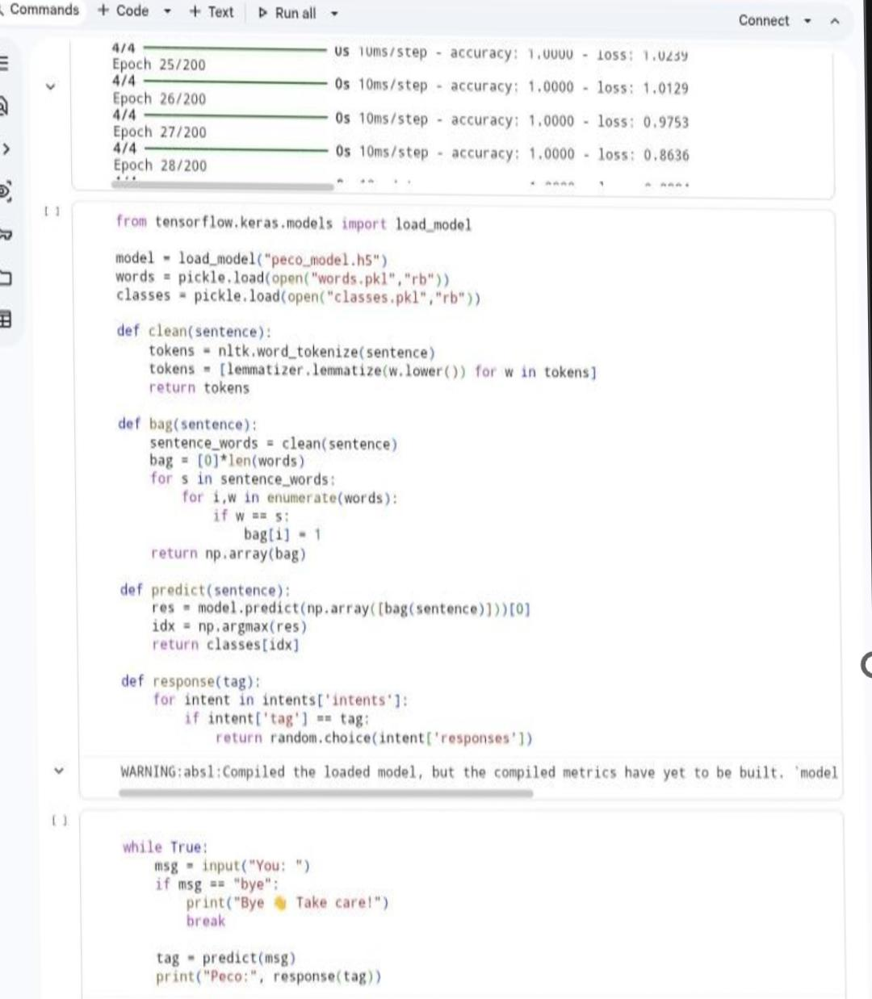 Commands + Code + Text Run all Connect
4/4 0s 10ms/step - accuracy: 1.0000 - loss: 1.0239
Epoch 25/200
4/4 0s 10ms/step - accuracy: 1.0000 - loss: 1.0129
Epoch 26/200
4/4 0s 10ms/step - accuracy: 1.0000 - loss: 0.9753
Epoch 27/200
4/4 0s 10ms/step - accuracy: 1.0000 - loss: 0.8636
Epoch 28/200
[ ]
from tensorflow.keras.models import load_model
model = load_model("peco_model.h5")
words = pickle.load(open("words.pkl","rb"))
classes = pickle.load(open("classes.pkl","rb"))
def clean(sentence):
    tokens = nltk.word_tokenize(sentence)
    tokens = [lemmatizer.lemmatize(w.lower()) for w in tokens]
    return tokens
def bag(sentence):
    sentence_words = clean(sentence)
    bag = [0]*len(words)
    for s in sentence_words:
        for i,w in enumerate(words):
            if w == s:
                bag[i] = 1
    return np.array(bag)
def predict(sentence):
    res = model.predict(np.array([bag(sentence)]))[0]
    idx = np.argmax(res)
    return classes[idx]
def response(tag):
    for intent in intents['intents']:
        if intent['tag'] == tag:
            return random.choice(intent['responses'])
WARNING:absl:Compiled the loaded model, but the compiled metrics have yet to be built. `model
[ ]
while True:
    msg = input("You: ")
    if msg == "bye":
        print("Bye 👋 Take care!")
        break
    tag = predict(msg)
    print("Peco:", response(tag))